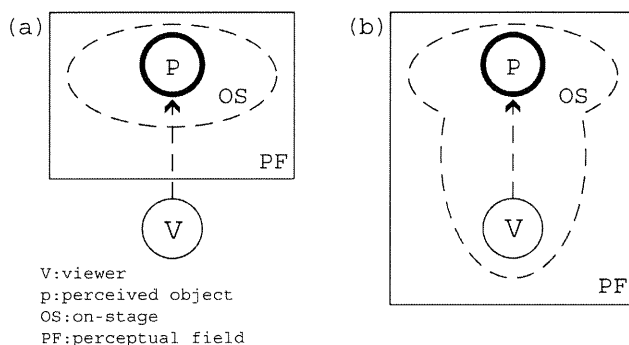 (a)
P
OS
PF
V
(b)
P
OS
V
PF
V:viewer
p:perceived object
OS:on-stage
PF:perceptual field